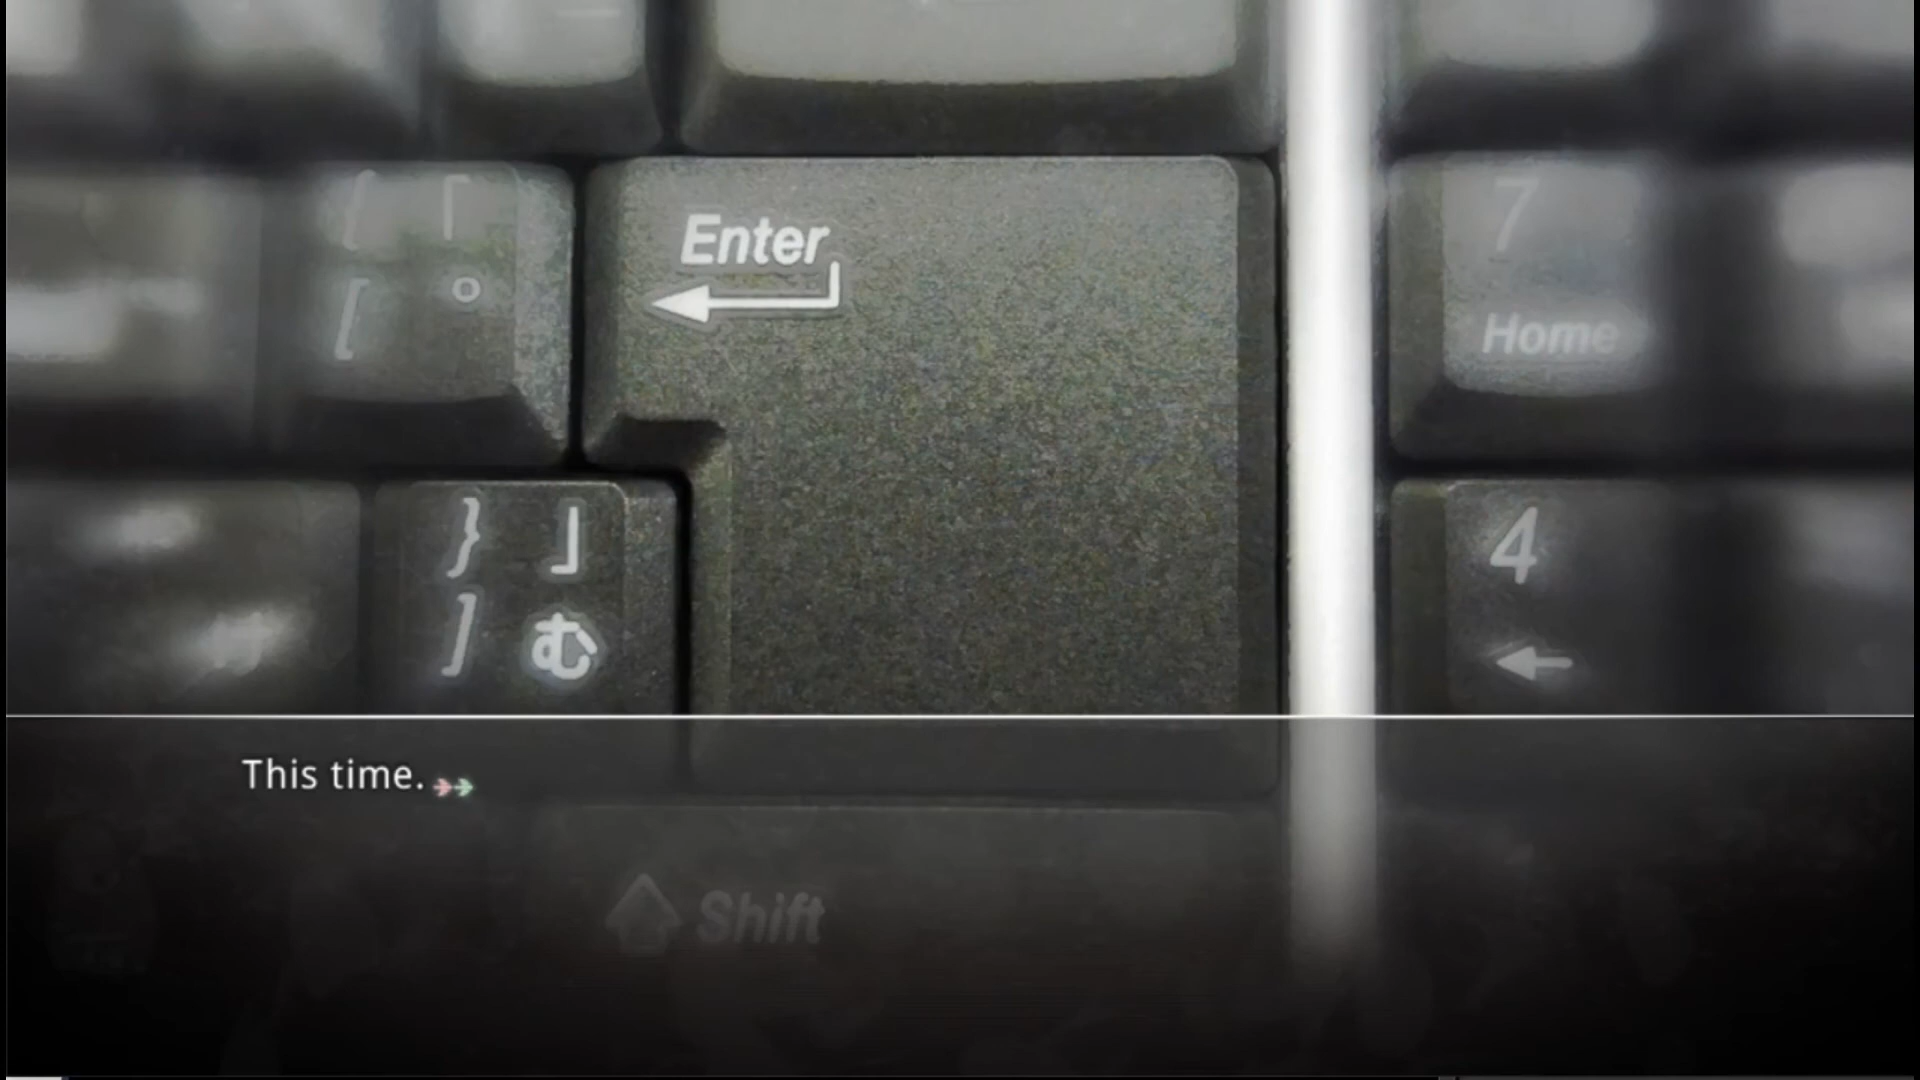 { 「
[ °
Enter
7
Home
} 」
] む
4
←
This time.
Shift